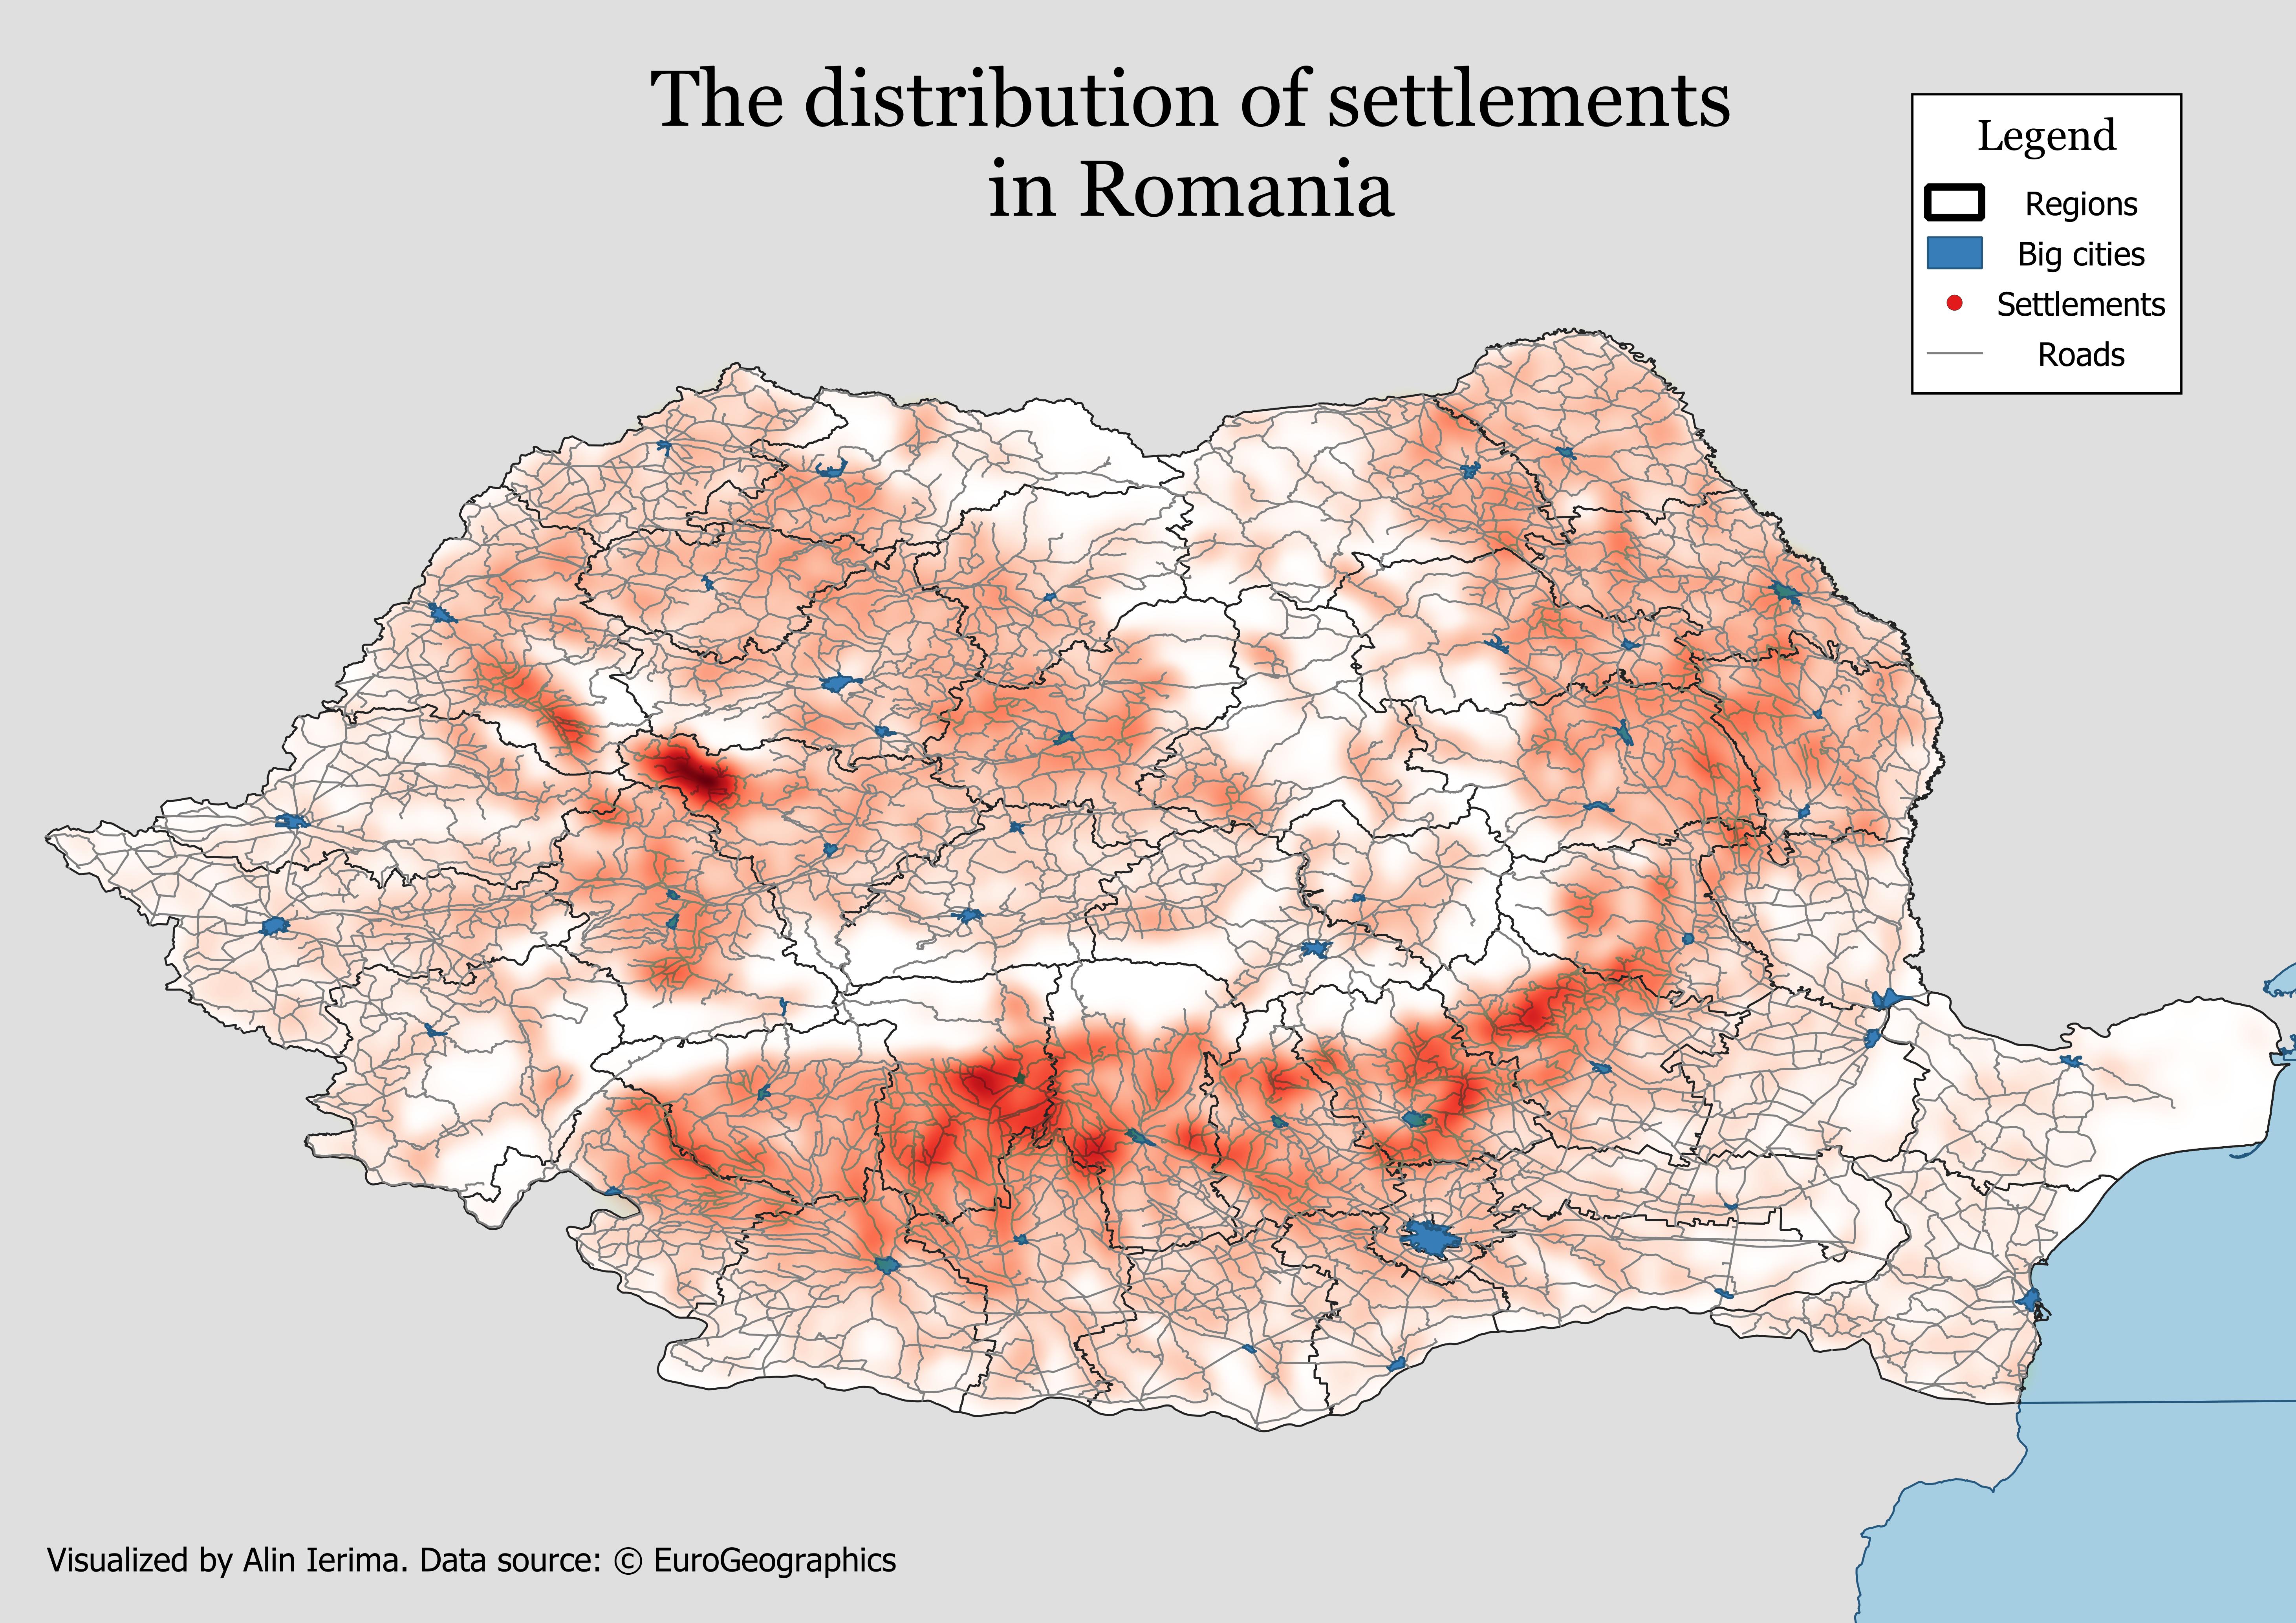 The distribution of settlements
in Romania
Legend
Regions
Big cities
Settlements
Roads
Visualized by Alin Ierima. Data source: © EuroGeographics